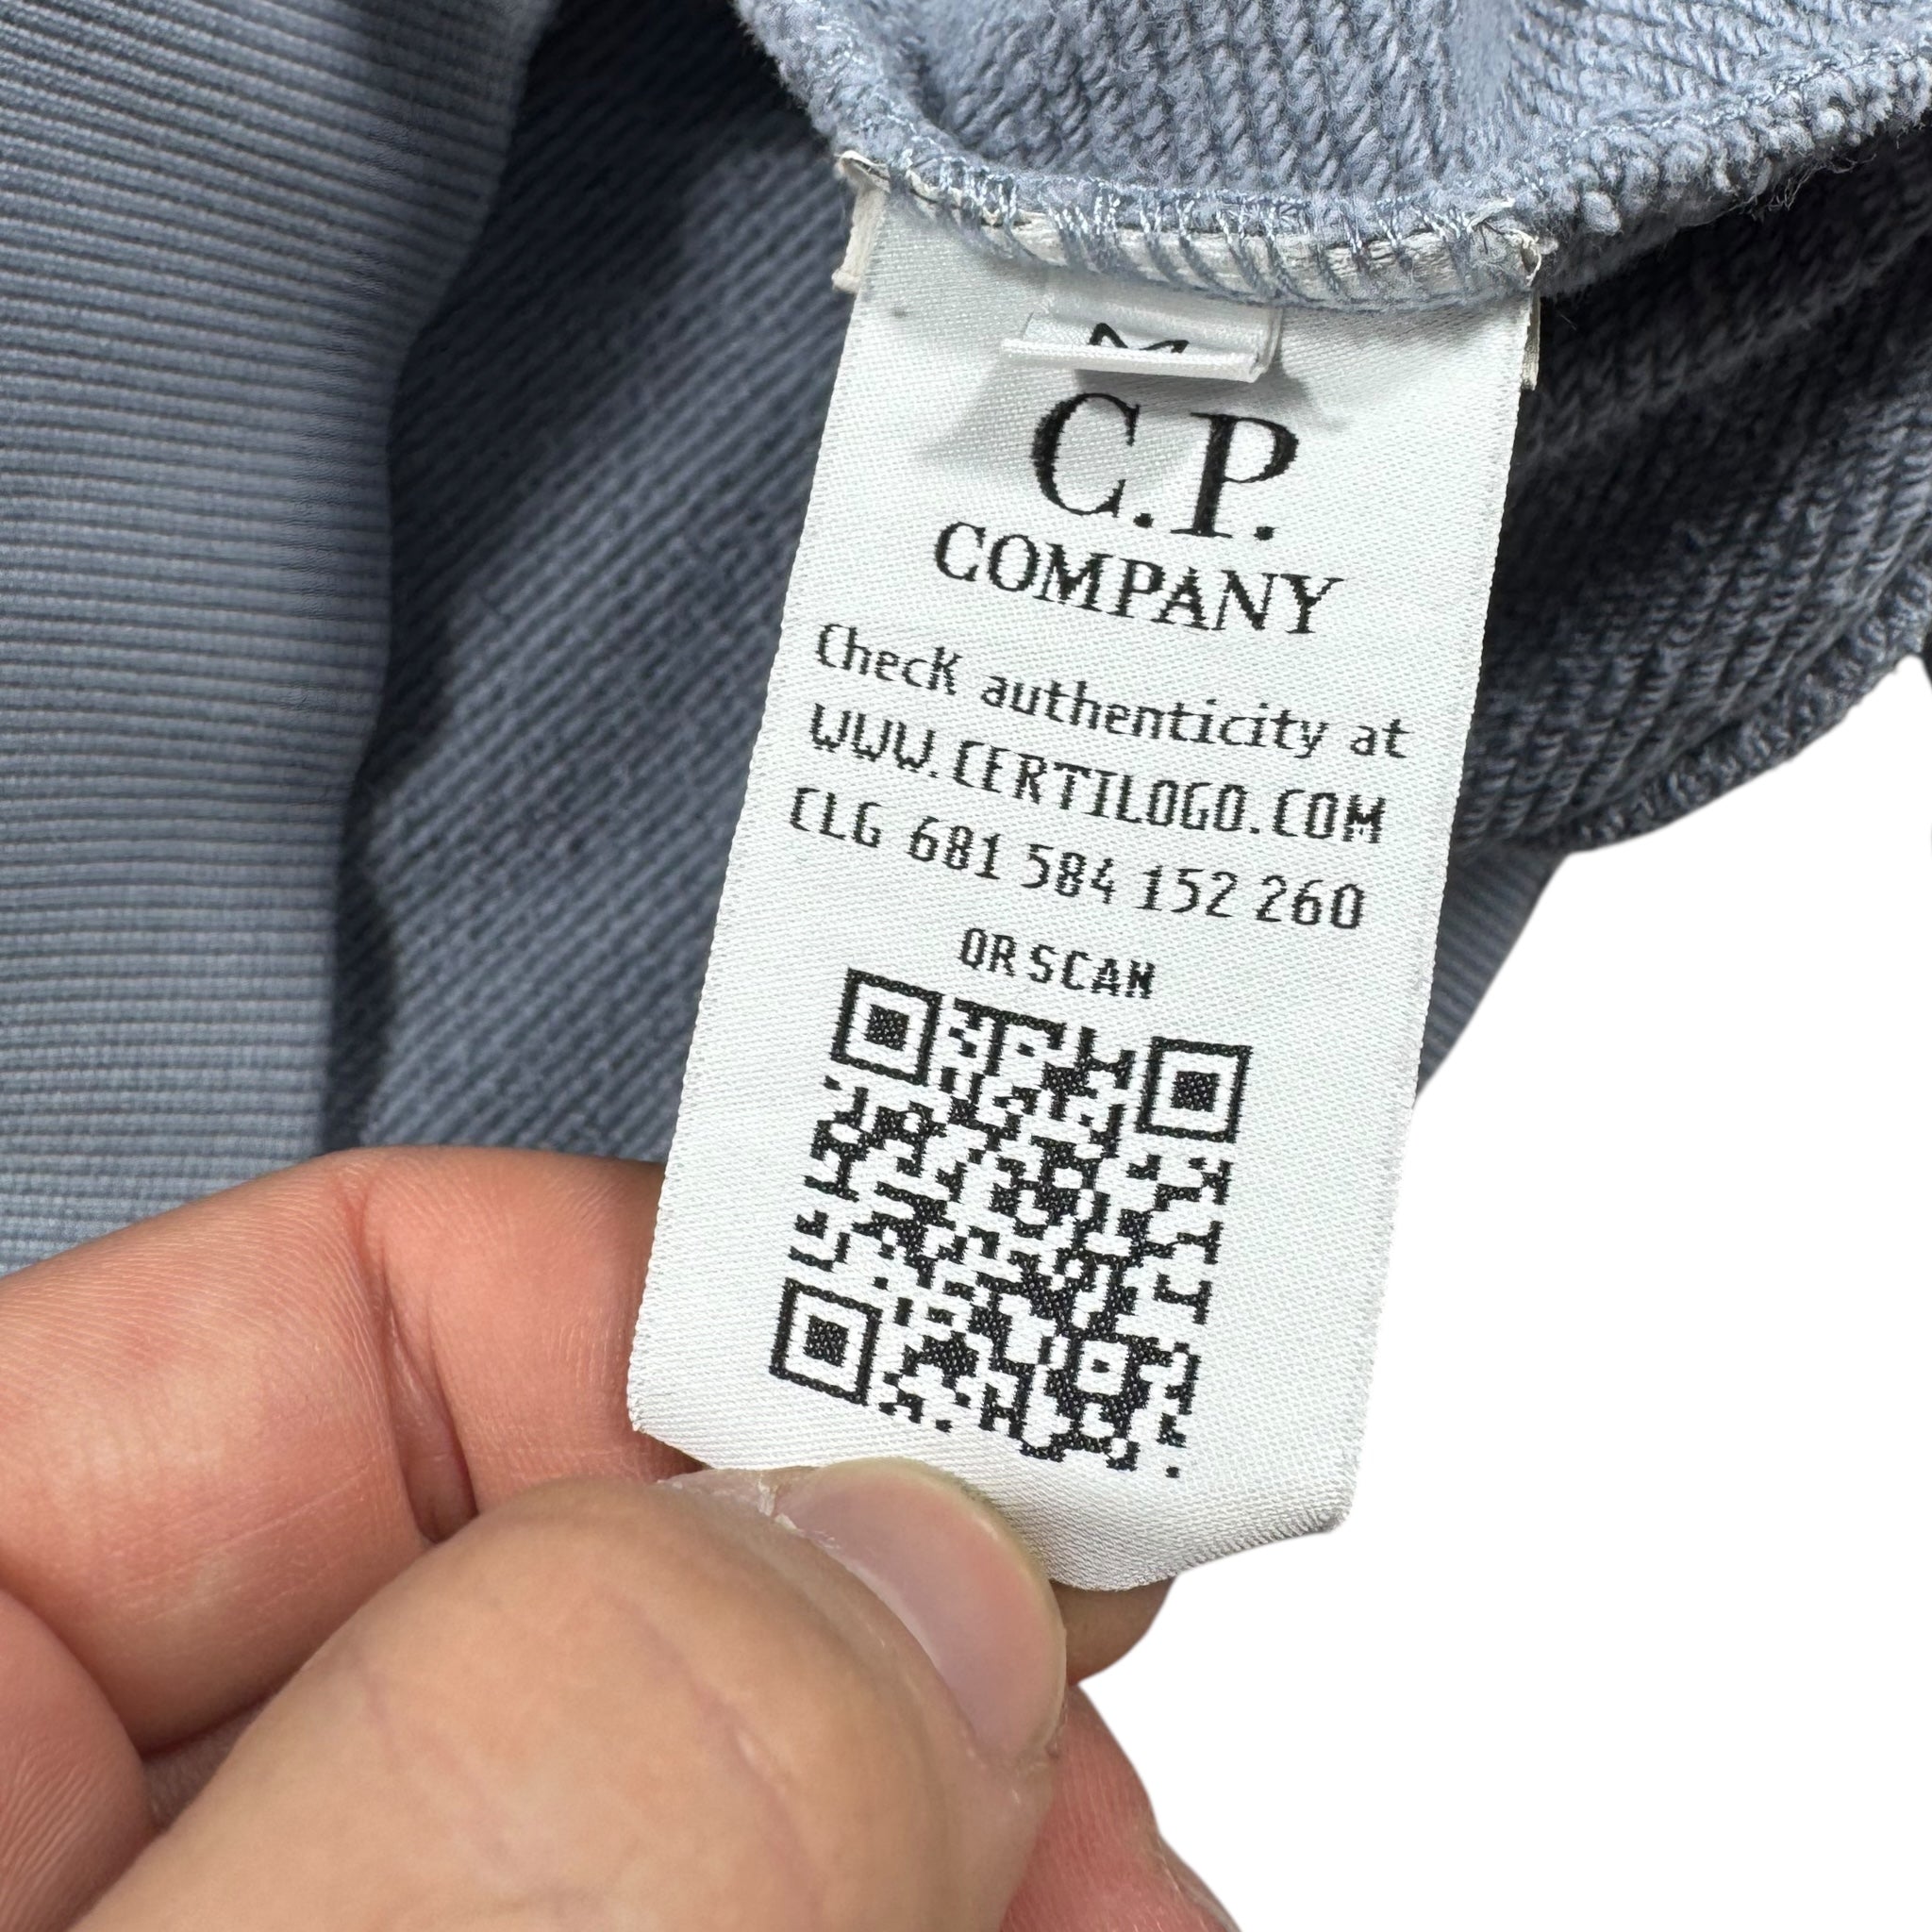 M
C.P.
COMPANY
Check authenticity at
WWW.CERTILOGO.COM
CLG 681 584 152 260
OR SCAN